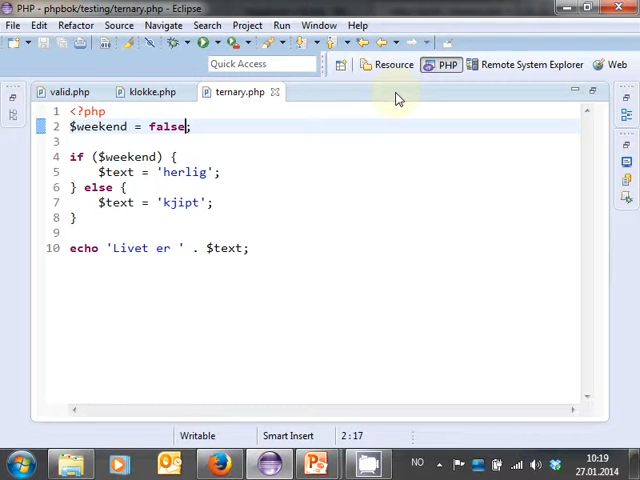 PHP - phpbok/testing/ternary.php - Eclipse
File Edit Refactor Source Navigate Search Project Run Window Help
Quick Access
Resource PHP Remote System Explorer Web
valid.php klokke.php ternary.php
1 <?php
2 $weekend = false;
3
4 if ($weekend) {
5 $text = 'herlig';
6 } else {
7 $text = 'kjipt';
8 }
9
10 echo 'Livet er ' . $text;
Writable Smart Insert 2 : 17
NO 10:19
27.01.2014